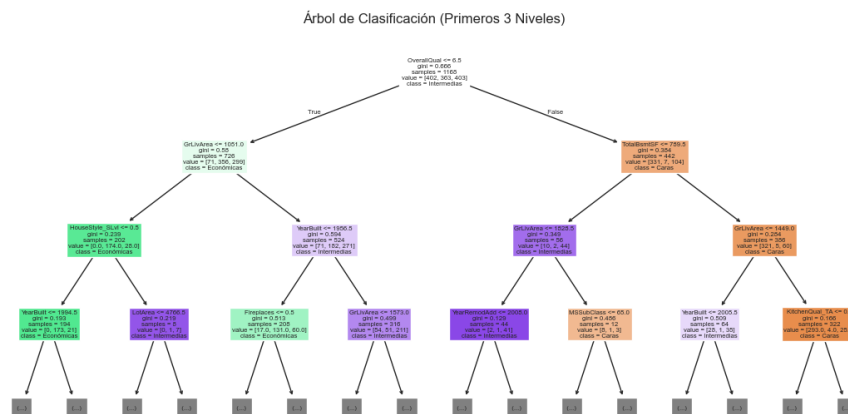 Árbol de Clasificación (Primeros 3 Niveles)
OverallQual <= 6.5
gini = 0.666
samples = 1168
value = [402, 363, 403]
class = Intermedias
True
False
GrLivArea <= 1051.0
gini = 0.58
samples = 726
value = [71, 356, 299]
class = Económicas
TotalBsmtSF <= 759.5
gini = 0.384
samples = 442
value = [331, 7, 104]
class = Caras
HouseStyle_SLvl <= 0.5
gini = 0.239
samples = 202
value = [0.0, 174.0, 28.0]
class = Económicas
YearBuilt <= 1956.5
gini = 0.594
samples = 524
value = [71, 182, 271]
class = Intermedias
GrLivArea <= 1825.5
gini = 0.349
samples = 56
value = [10, 2, 44]
class = Intermedias
GrLivArea <= 1449.0
gini = 0.284
samples = 386
value = [321, 5, 60]
class = Caras
YearBuilt <= 1994.5
gini = 0.193
samples = 194
value = [0, 173, 21]
class = Económicas
LotArea <= 4766.5
gini = 0.219
samples = 8
value = [0, 1, 7]
class = Intermedias
Fireplaces <= 0.5
gini = 0.513
samples = 208
value = [17.0, 131.0, 60.0]
class = Económicas
GrLivArea <= 1573.0
gini = 0.499
samples = 316
value = [54, 51, 211]
class = Intermedias
gini = 0.129
samples = 44
value = [2, 1, 41]
class = Intermedias
MSSubClass <= 65.0
gini = 0.486
samples = 12
value = [8, 1, 3]
class = Caras
YearBuilt <= 2005.5
gini = 0.509
samples = 64
value = [28, 1, 35]
class = Intermedias
KitchenQual_TA <= 0.
gini = 0.166
samples = 322
value = [293.0, 4.0, 25.
class = Caras
(...) (...) (...) (...) (...) (...) (...) (...) (...) (...) (...) (...) (...) (...) (...)